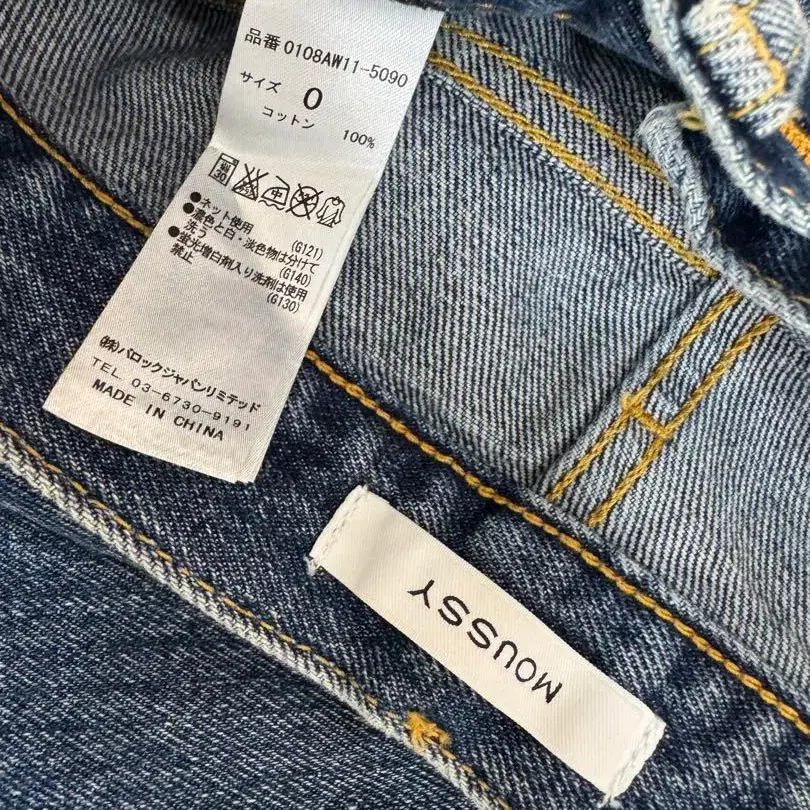 品番 0108AW11-5090
サイズ 0
コットン 100%
●ネット使用 (G121)
●濃色と白・淡色物は分けて
洗う (G140)
●蛍光増白剤入り洗剤は使用
禁止 (G130)
(株)バロックジャパンリミテッド
TEL 03-6730-9191
MADE IN CHINA
MOUSSY